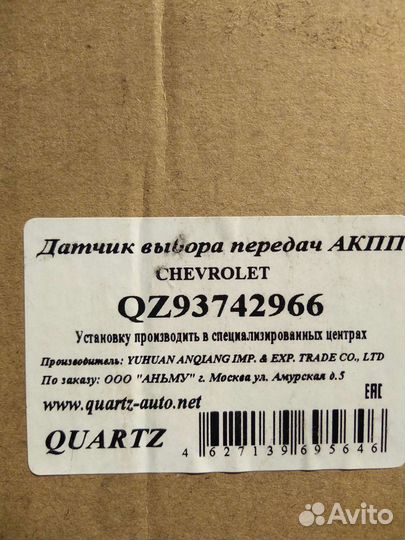 Датчик выбора передач АКПП
CHEVROLET
QZ93742966
Установку производить в специализированных центрах
Производитель: YUHUAN ANQIANG IMP. & EXP. TRADE CO., LTD
По заказу: ООО "АНЬМУ" г. Москва ул. Амурская д.5
EAC
www.quartz-auto.net
QUARTZ
4 627139 695646
Avito